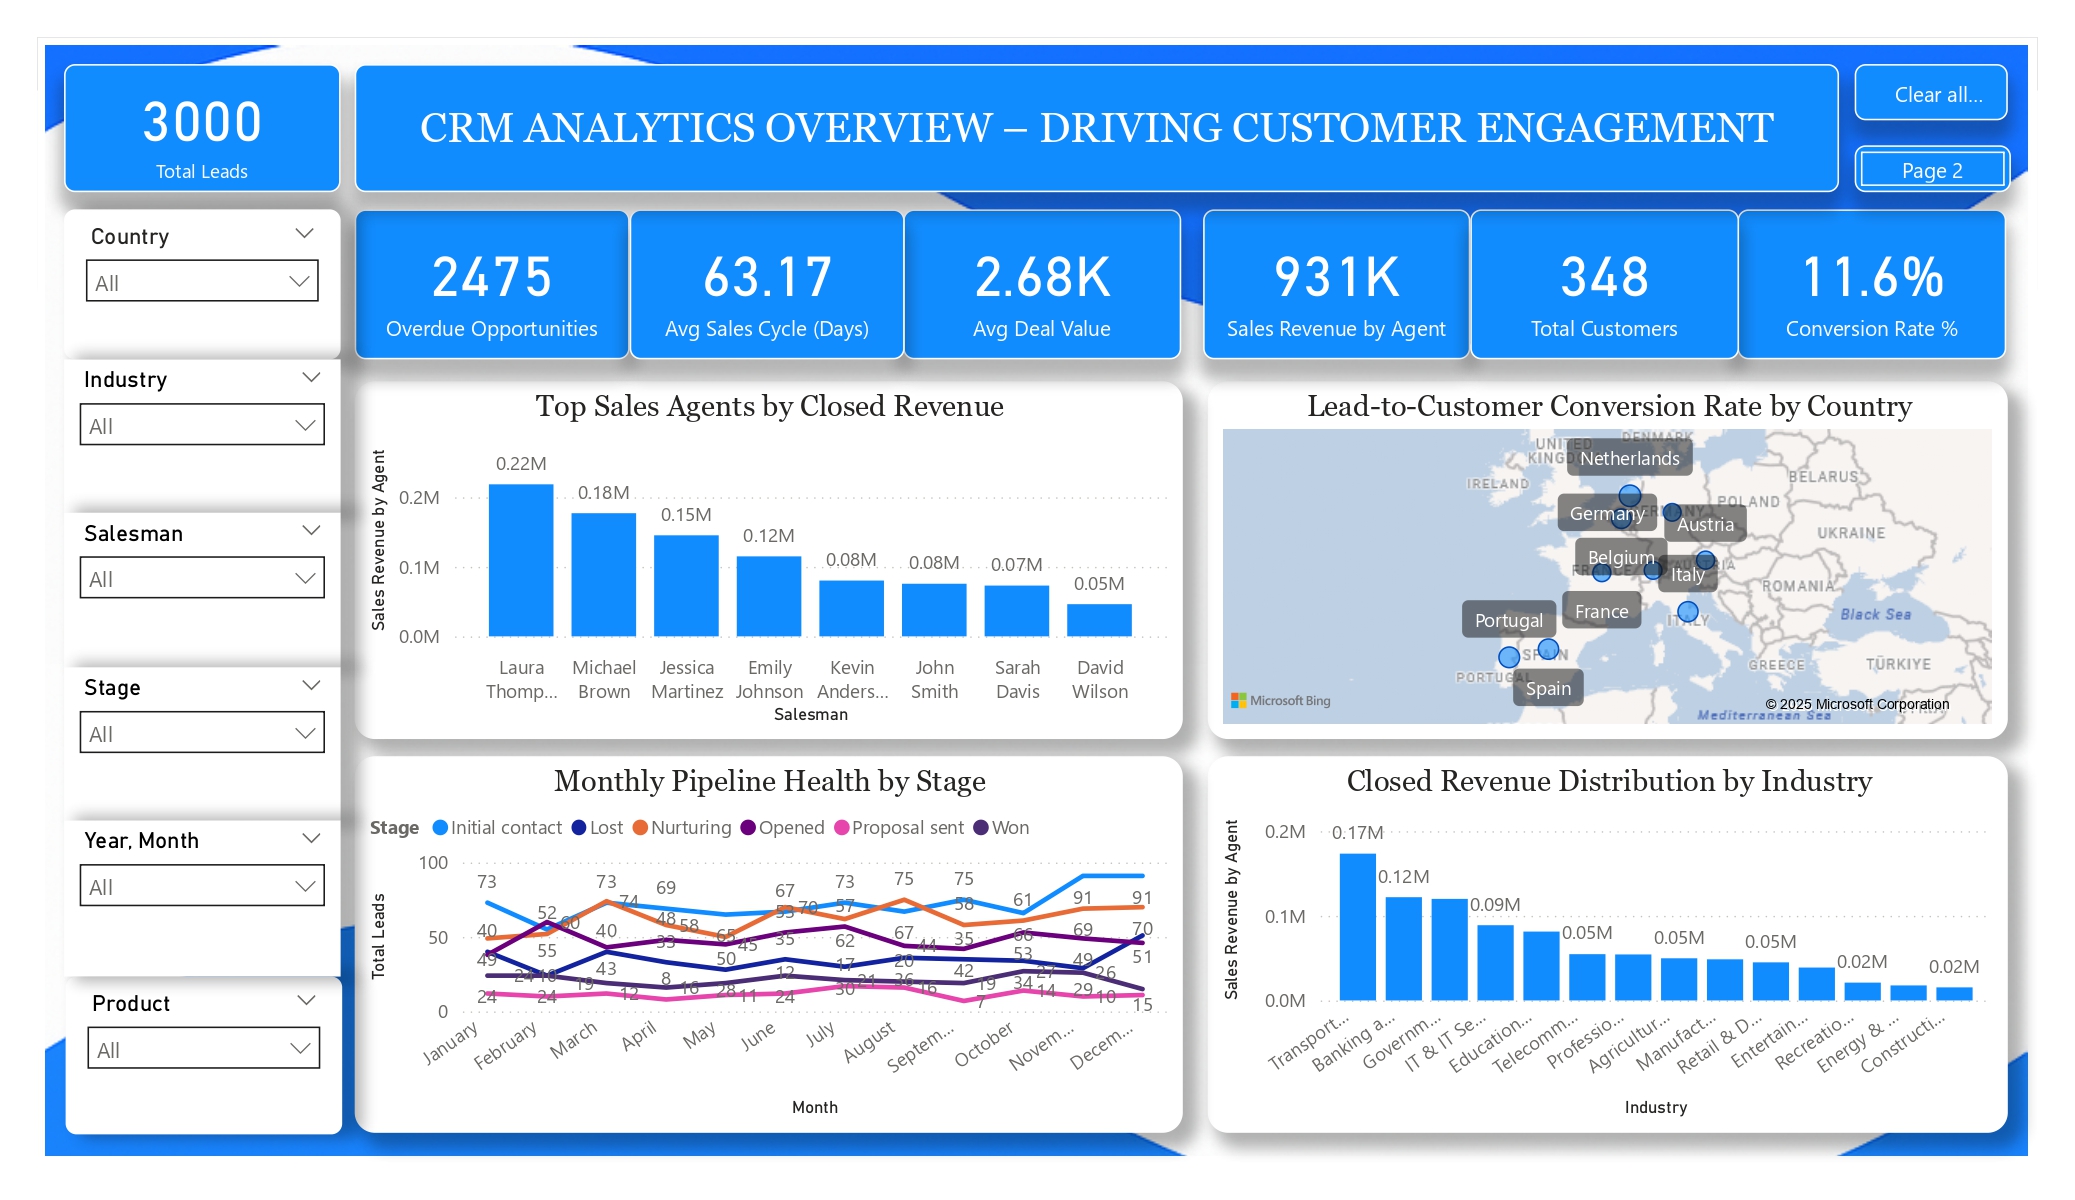 3000
Total Leads
CRM ANALYTICS OVERVIEW – DRIVING CUSTOMER ENGAGEMENT
Clear all...
Page 2
Country
All
Industry
All
Salesman
All
Stage
All
Year, Month
All
Product
All
2475
Overdue Opportunities
63.17
Avg Sales Cycle (Days)
2.68K
Avg Deal Value
931K
Sales Revenue by Agent
348
Total Customers
11.6%
Conversion Rate %
Top Sales Agents by Closed Revenue
Sales Revenue by Agent
0.2M
0.1M
0.0M
0.22M
0.18M
0.15M
0.12M
0.08M
0.08M
0.07M
0.05M
Laura Thomp...
Michael Brown
Jessica Martinez
Emily Johnson
Kevin Anders...
John Smith
Sarah Davis
David Wilson
Salesman
Lead-to-Customer Conversion Rate by Country
UNITED
DENMARK
Netherlands
IRELAND
BELARUS
POLAND
Germany
Austria
UKRAINE
Belgium
Italy
ROMANIA
France
Portugal
ITALY
Black Sea
SPAIN
GREECE
TÜRKIYE
PORTUGAL
Spain
Microsoft Bing
© 2025 Microsoft Corporation
Mediterranean Sea
Monthly Pipeline Health by Stage
Stage
Initial contact
Lost
Nurturing
Opened
Proposal sent
Won
Total Leads
100
50
0
73
73
74
69
67
73
75
75
61
91
91
52
60
40
55
40
48
58
33
65
45
50
53
70
35
57
62
67
44
58
35
66
53
69
49
70
51
49
24
24
43
19
12
8
16
28
11
12
24
17
30
21
20
36
16
42
19
7
34
27
14
29
26
10
15
January
February
March
April
May
June
July
August
Septem...
October
Novem...
Decem...
Month
Closed Revenue Distribution by Industry
Sales Revenue by Agent
0.2M
0.1M
0.0M
0.17M
0.12M
0.09M
0.05M
0.05M
0.05M
0.02M
0.02M
Transport...
Banking a...
Governm...
IT & IT Se...
Education...
Telecomm...
Professio...
Agricultur...
Manufact...
Retail & D...
Entertain...
Recreatio...
Energy & ...
Constructi...
Industry